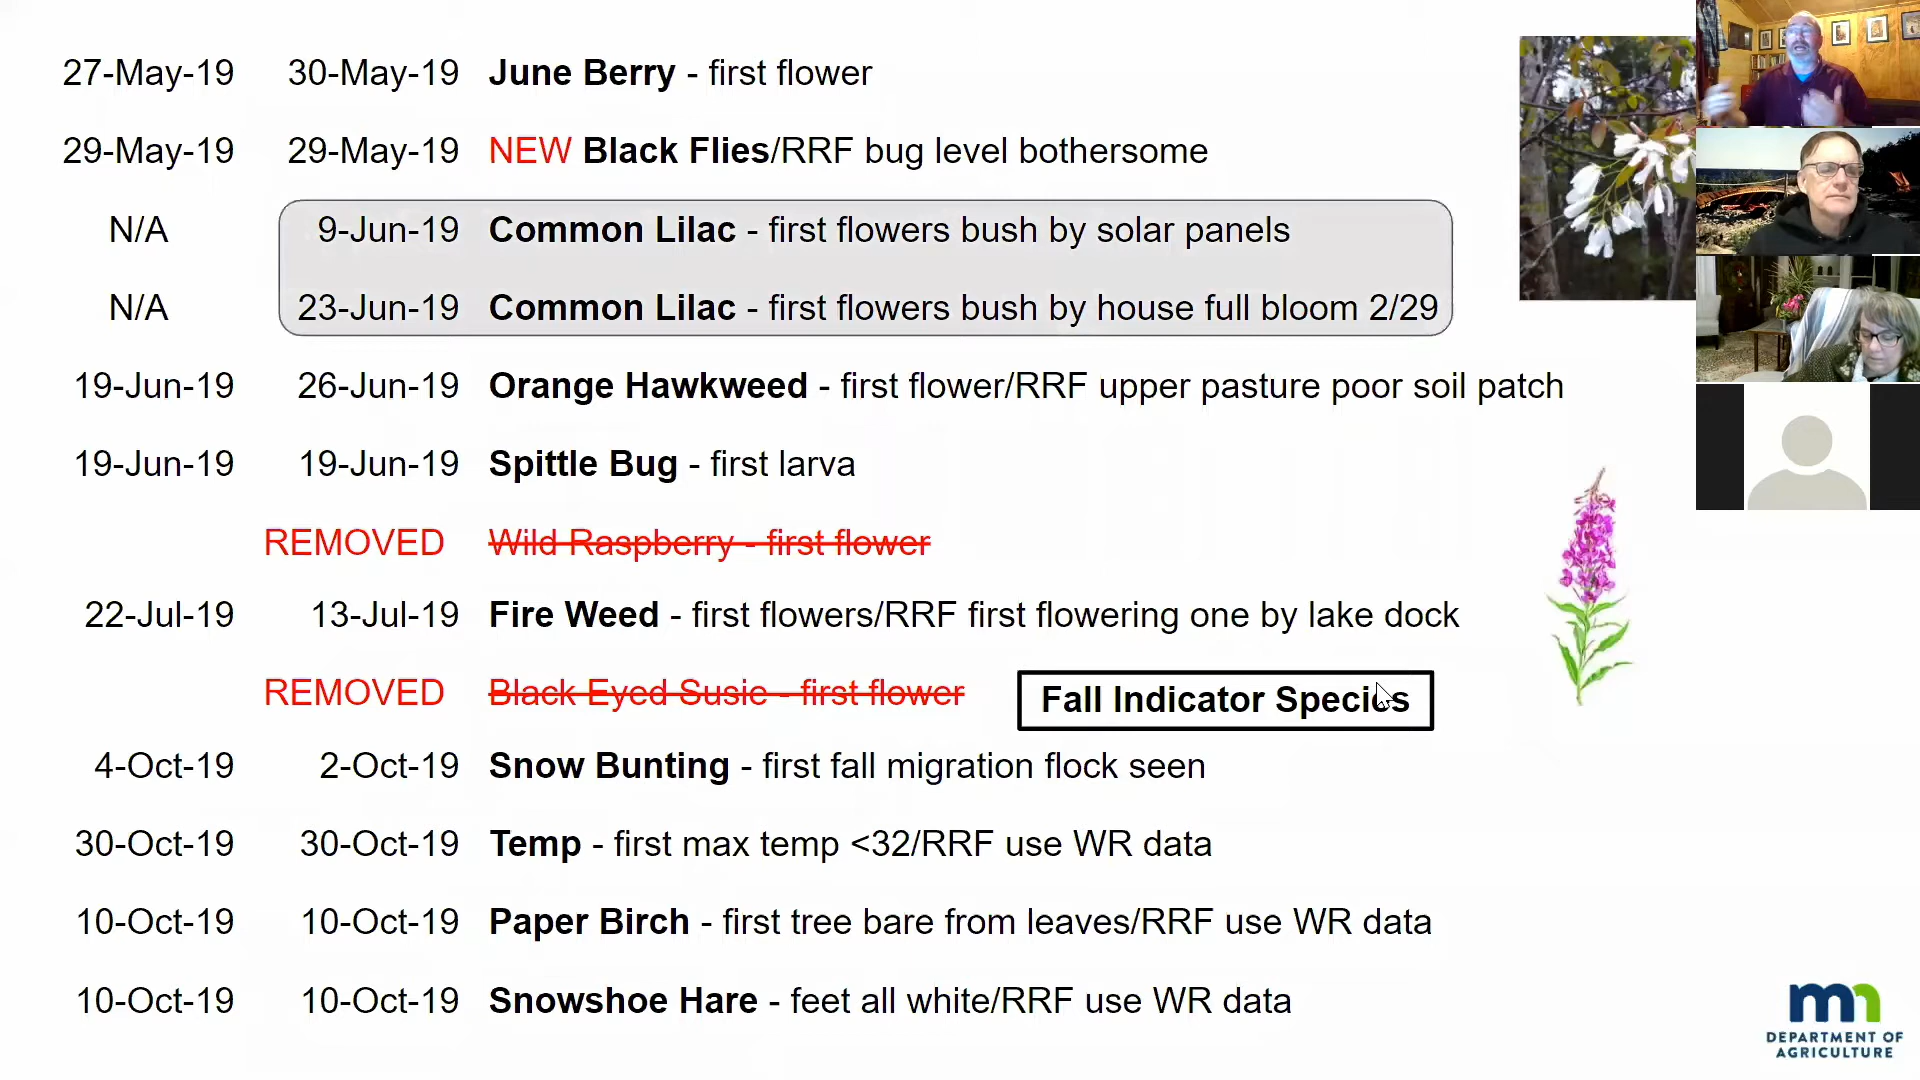 27-May-19 30-May-19 June Berry - first flower
29-May-19 29-May-19 NEW Black Flies/RRF bug level bothersome
N/A 9-Jun-19 Common Lilac - first flowers bush by solar panels
N/A 23-Jun-19 Common Lilac - first flowers bush by house full bloom 2/29
19-Jun-19 26-Jun-19 Orange Hawkweed - first flower/RRF upper pasture poor soil patch
19-Jun-19 19-Jun-19 Spittle Bug - first larva
REMOVED Wild Raspberry - first flower
22-Jul-19 13-Jul-19 Fire Weed - first flowers/RRF first flowering one by lake dock
REMOVED Black Eyed Susie - first flower
Fall Indicator Species
4-Oct-19 2-Oct-19 Snow Bunting - first fall migration flock seen
30-Oct-19 30-Oct-19 Temp - first max temp <32/RRF use WR data
10-Oct-19 10-Oct-19 Paper Birch - first tree bare from leaves/RRF use WR data
10-Oct-19 10-Oct-19 Snowshoe Hare - feet all white/RRF use WR data
mn
DEPARTMENT OF
AGRICULTURE